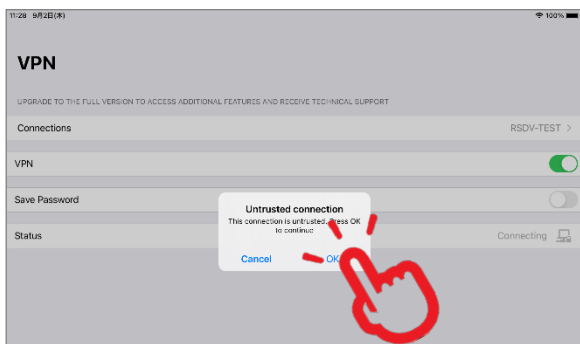 11:28 9月2日(木)
100%
VPN
UPGRADE TO THE FULL VERSION TO ACCESS ADDITIONAL FEATURES AND RECEIVE TECHNICAL SUPPORT
Connections RSDV-TEST >
VPN
Save Password
Untrusted connection
This connection is untrusted. Press OK
to continue
Status Connecting
Cancel OK